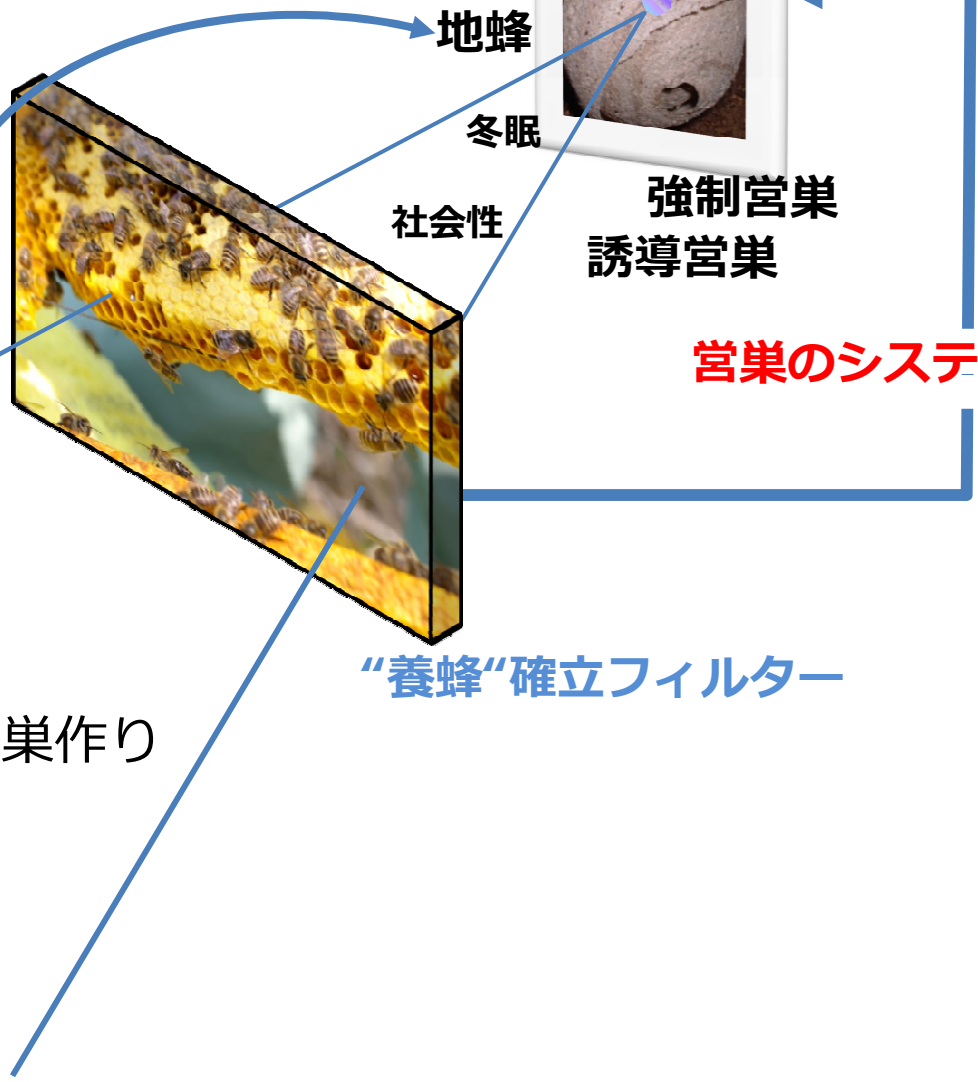 地蜂
冬眠
社会性
強制営巣
誘導営巣
営巣のシステ
“養蜂“確立フィルター
巣作り